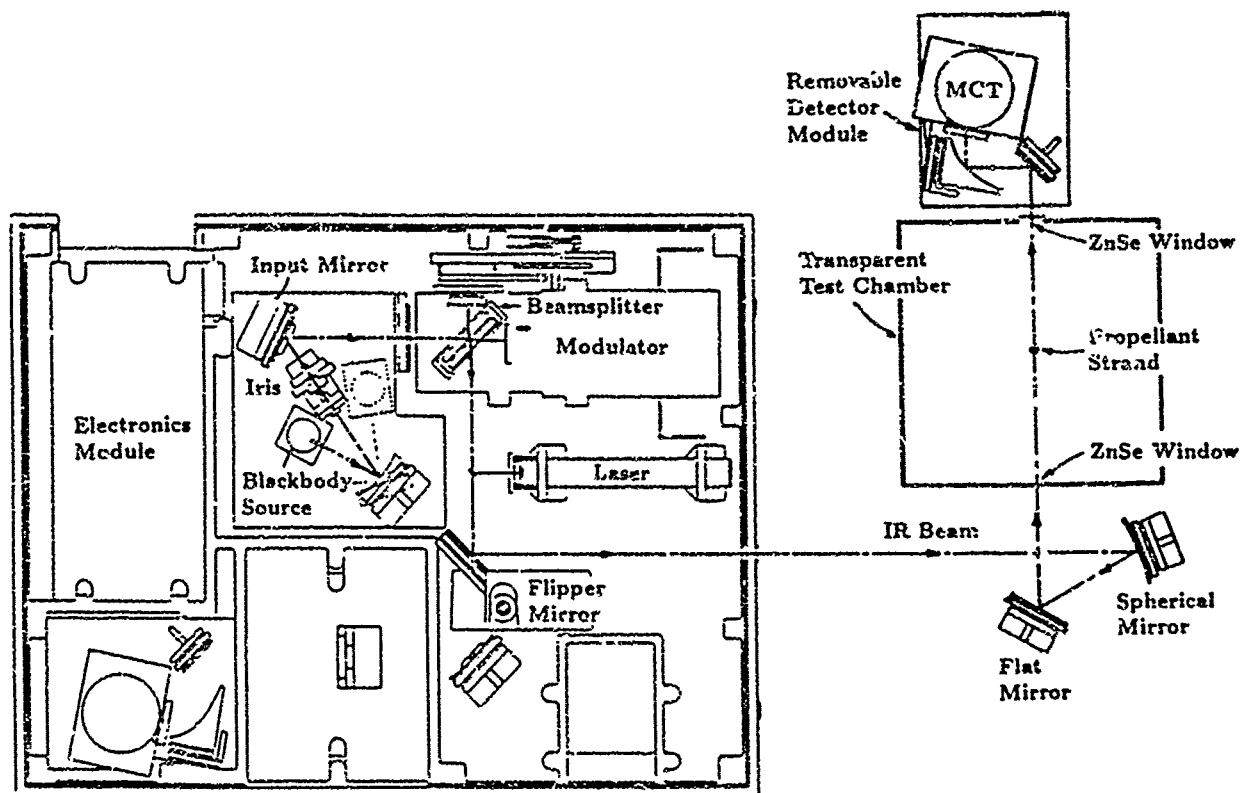 Removable
Detector
Module
MCT
ZnSe Window
Transparent
Test Chamber
Propellant
Strand
ZnSe Window
Input Mirror
Beamsplitter
Modulator
Iris
Electronics
Module
Blackbody
Source
Laser
IR Beam
Flipper
Mirror
Spherical
Mirror
Flat
Mirror